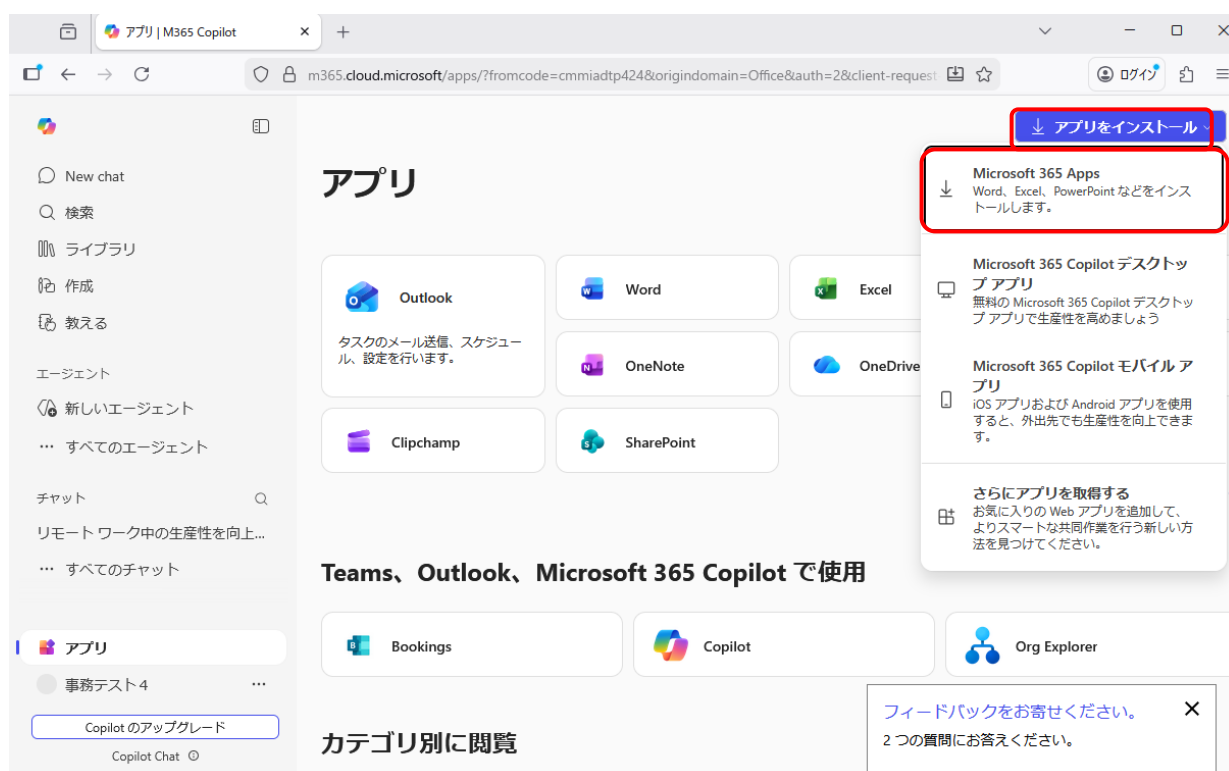 アプリ | M365 Copilot
m365.cloud.microsoft/apps/?fromcode=cmmiadtp424&origindomain=Office&auth=2&client-request
ログイン
アプリをインストール
New chat
検索
ライブラリ
作成
教える
エージェント
新しいエージェント
すべてのエージェント
チャット
リモート ワーク中の生産性を向上...
すべてのチャット
アプリ
事務テスト4
Copilot のアップグレード
Copilot Chat
アプリ
Outlook
タスクのメール送信、スケジュー
ル、設定を行います。
Word
Excel
OneNote
OneDrive
Clipchamp
SharePoint
Microsoft 365 Apps
Word、Excel、PowerPoint などをインス
トールします。
Microsoft 365 Copilot デスクトッ
プ アプリ
無料の Microsoft 365 Copilot デスクトッ
プ アプリで生産性を高めましょう
Microsoft 365 Copilot モバイル ア
プリ
iOS アプリおよび Android アプリを使用
すると、外出先でも生産性を向上できま
す。
さらにアプリを取得する
お気に入りの Web アプリを追加して、
よりスマートな共同作業を行う新しい方
法を見つけてください。
Teams、Outlook、Microsoft 365 Copilot で使用
Bookings
Copilot
Org Explorer
カテゴリ別に閲覧
フィードバックをお寄せください。
2 つの質問にお答えください。